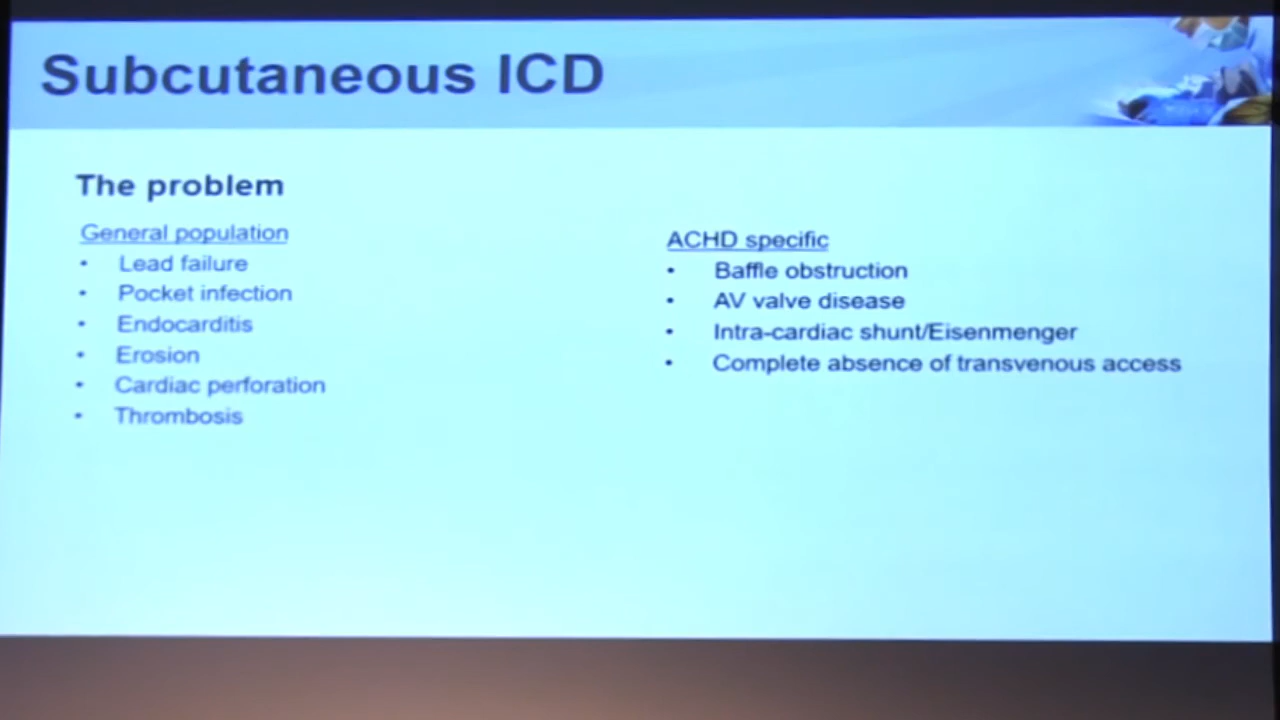 Subcutaneous ICD
The problem
General population
• Lead failure
• Pocket infection
• Endocarditis
• Erosion
• Cardiac perforation
• Thrombosis
ACHD specific
• Baffle obstruction
• AV valve disease
• Intra-cardiac shunt/Eisenmenger
• Complete absence of transvenous access